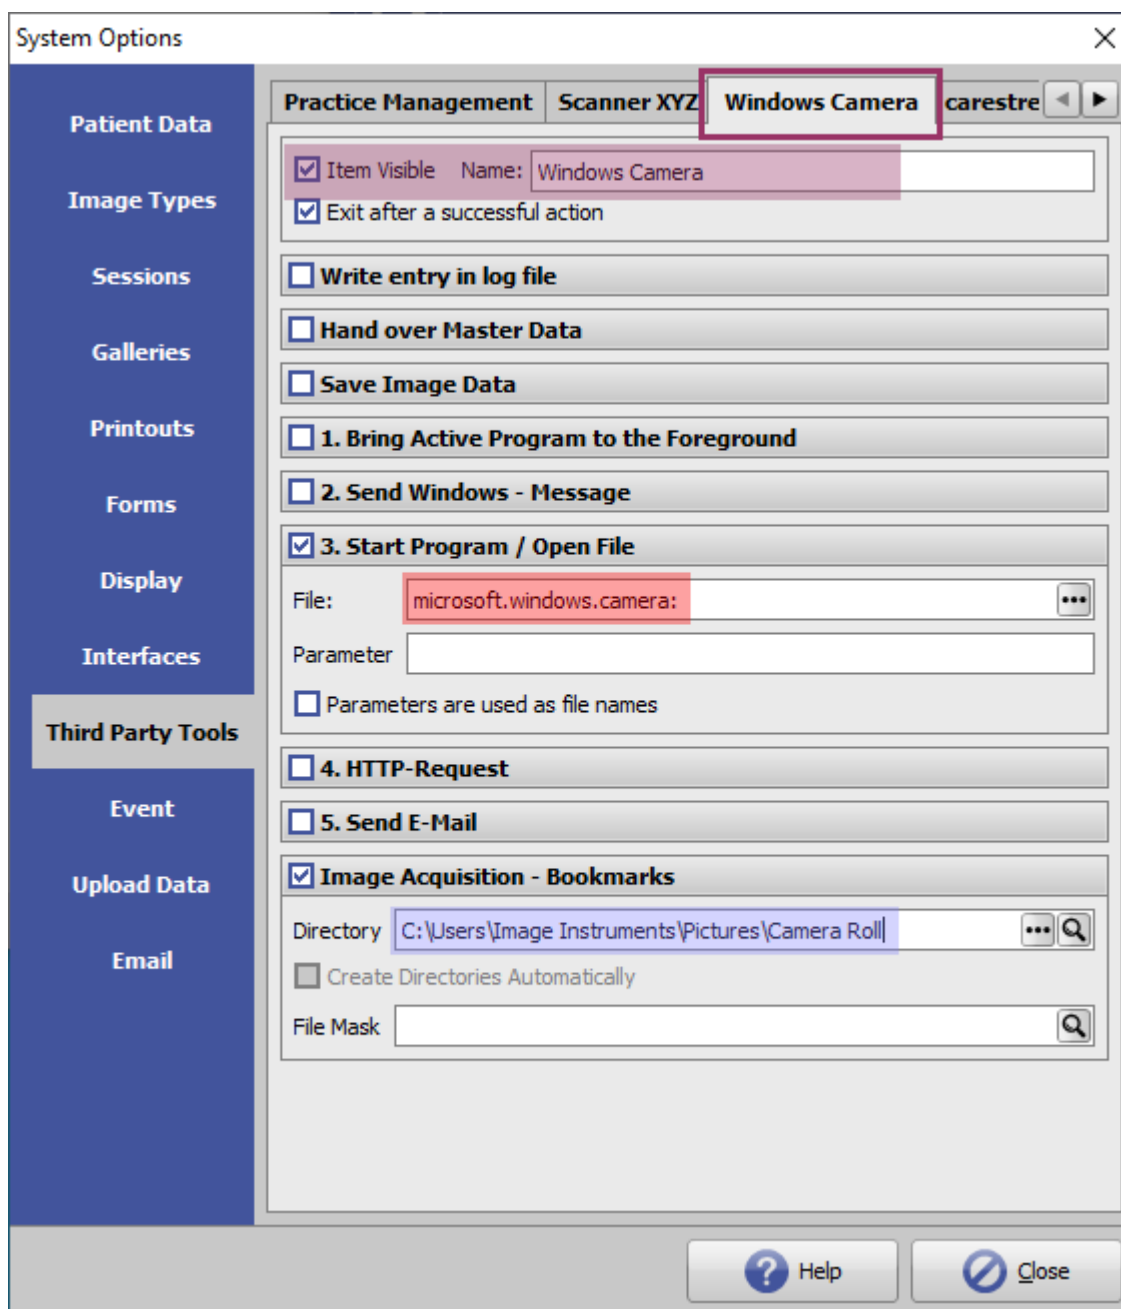 System Options
Patient Data
Image Types
Sessions
Galleries
Printouts
Forms
Display
Interfaces
Third Party Tools
Event
Upload Data
Email
Practice Management Scanner XYZ Windows Camera carestre
Item Visible Name: Windows Camera
Exit after a successful action
Write entry in log file
Hand over Master Data
Save Image Data
1. Bring Active Program to the Foreground
2. Send Windows - Message
3. Start Program / Open File
File: microsoft.windows.camera:
Parameter
Parameters are used as file names
4. HTTP-Request
5. Send E-Mail
Image Acquisition - Bookmarks
Directory C:\Users\Image Instruments\Pictures\Camera Roll
Create Directories Automatically
File Mask
Help Close